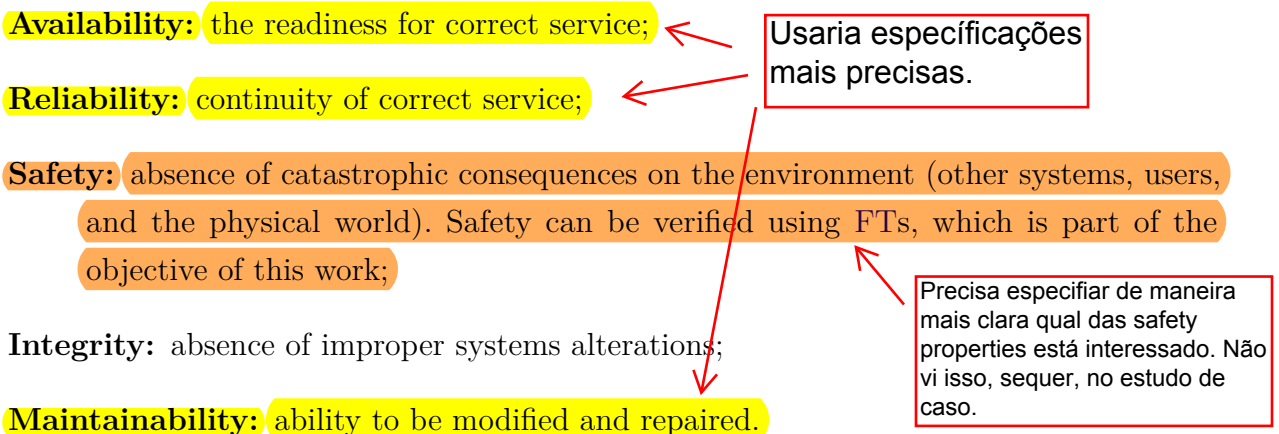 Availability: the readiness for correct service;
Usaria específicações
mais precisas.
Reliability: continuity of correct service;
Safety: absence of catastrophic consequences on the environment (other systems, users,
and the physical world). Safety can be verified using FTs, which is part of the
objective of this work;
Precisa especifiar de maneira
mais clara qual das safety
properties está interessado. Não
vi isso, sequer, no estudo de
caso.
Integrity: absence of improper systems alterations;
Maintainability: ability to be modified and repaired.